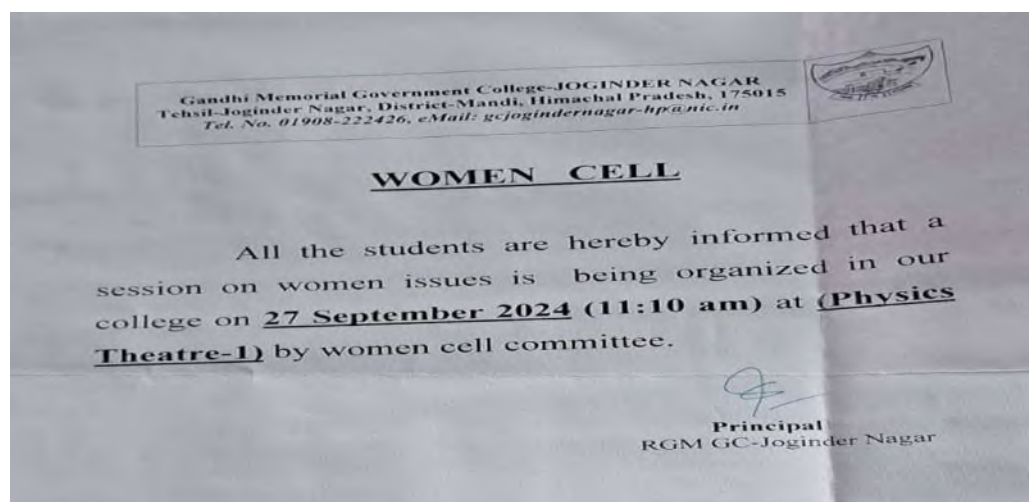 Gandhi Memorial Government College-JOGINDER NAGAR
Tehsil-Joginder Nagar, District-Mandi, Himachal Pradesh, 175015
Tel. No. 01908-222426, eMail: gcjogindernagar-hp@nic.in
WOMEN CELL
All the students are hereby informed that a
session on women issues is being organized in our
college on 27 September 2024 (11:10 am) at (Physics
Theatre-1) by women cell committee.
Principal
RGM GC-Joginder Nagar